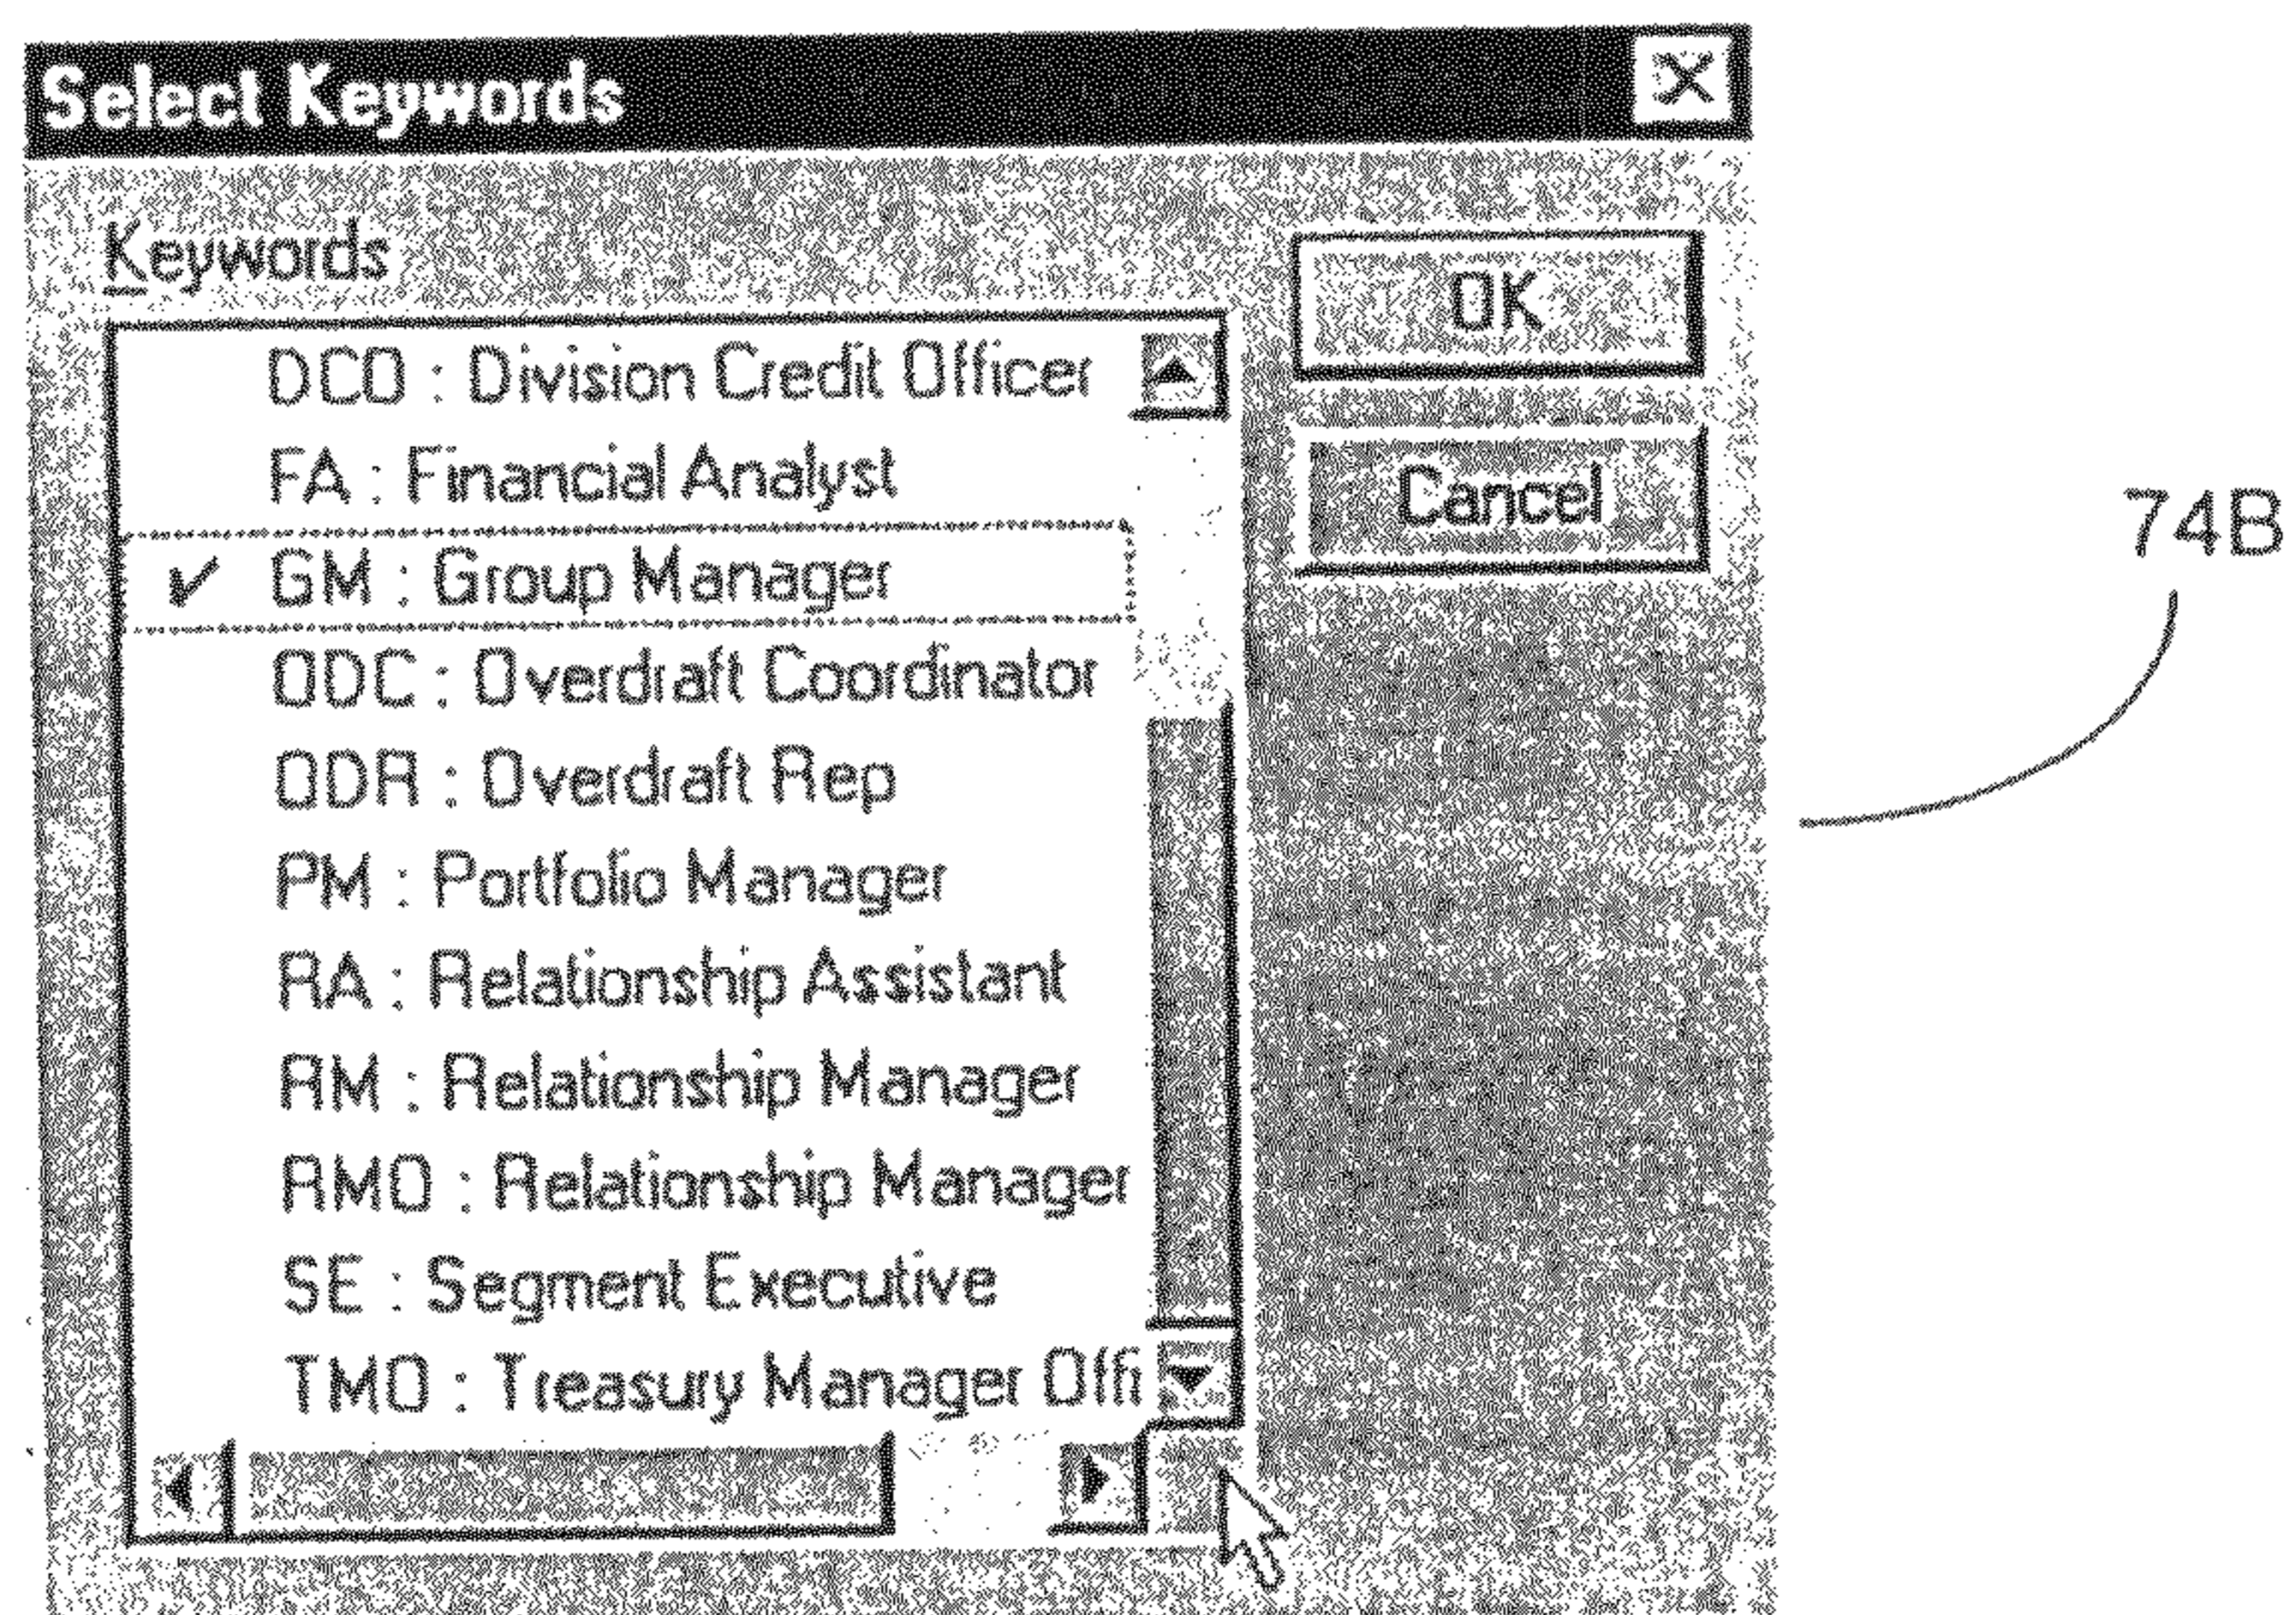 Select Keywords
Keywords
OK
Cancel
DCO : Division Credit Officer
FA : Financial Analyst
✔ GM : Group Manager
ODC : Overdraft Coordinator
ODR : Overdraft Rep
PM : Portfolio Manager
RA : Relationship Assistant
RM : Relationship Manager
RMO : Relationship Manager
SE : Segment Executive
TMO : Treasury Manager Offi
74B